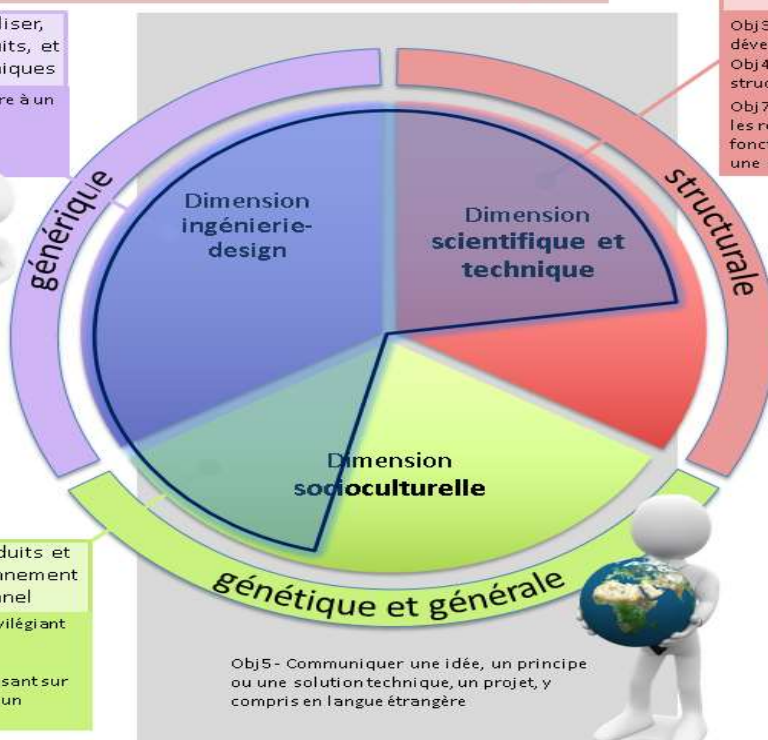 liser,
its, et
iques
re à un
Obj3
déve
Obj4
struc
Obj7
les re
fonct
une
générique
structurale
Dimension
ingénierie-
design
Dimension
scientifique et
technique
Dimension
socioculturelle
génétique et générale
duits et
nnement
nel
vilégiant
sant sur
un
Obj5 - Communiquer une idée, un principe
ou une solution technique, un projet, y
compris en langue étrangère